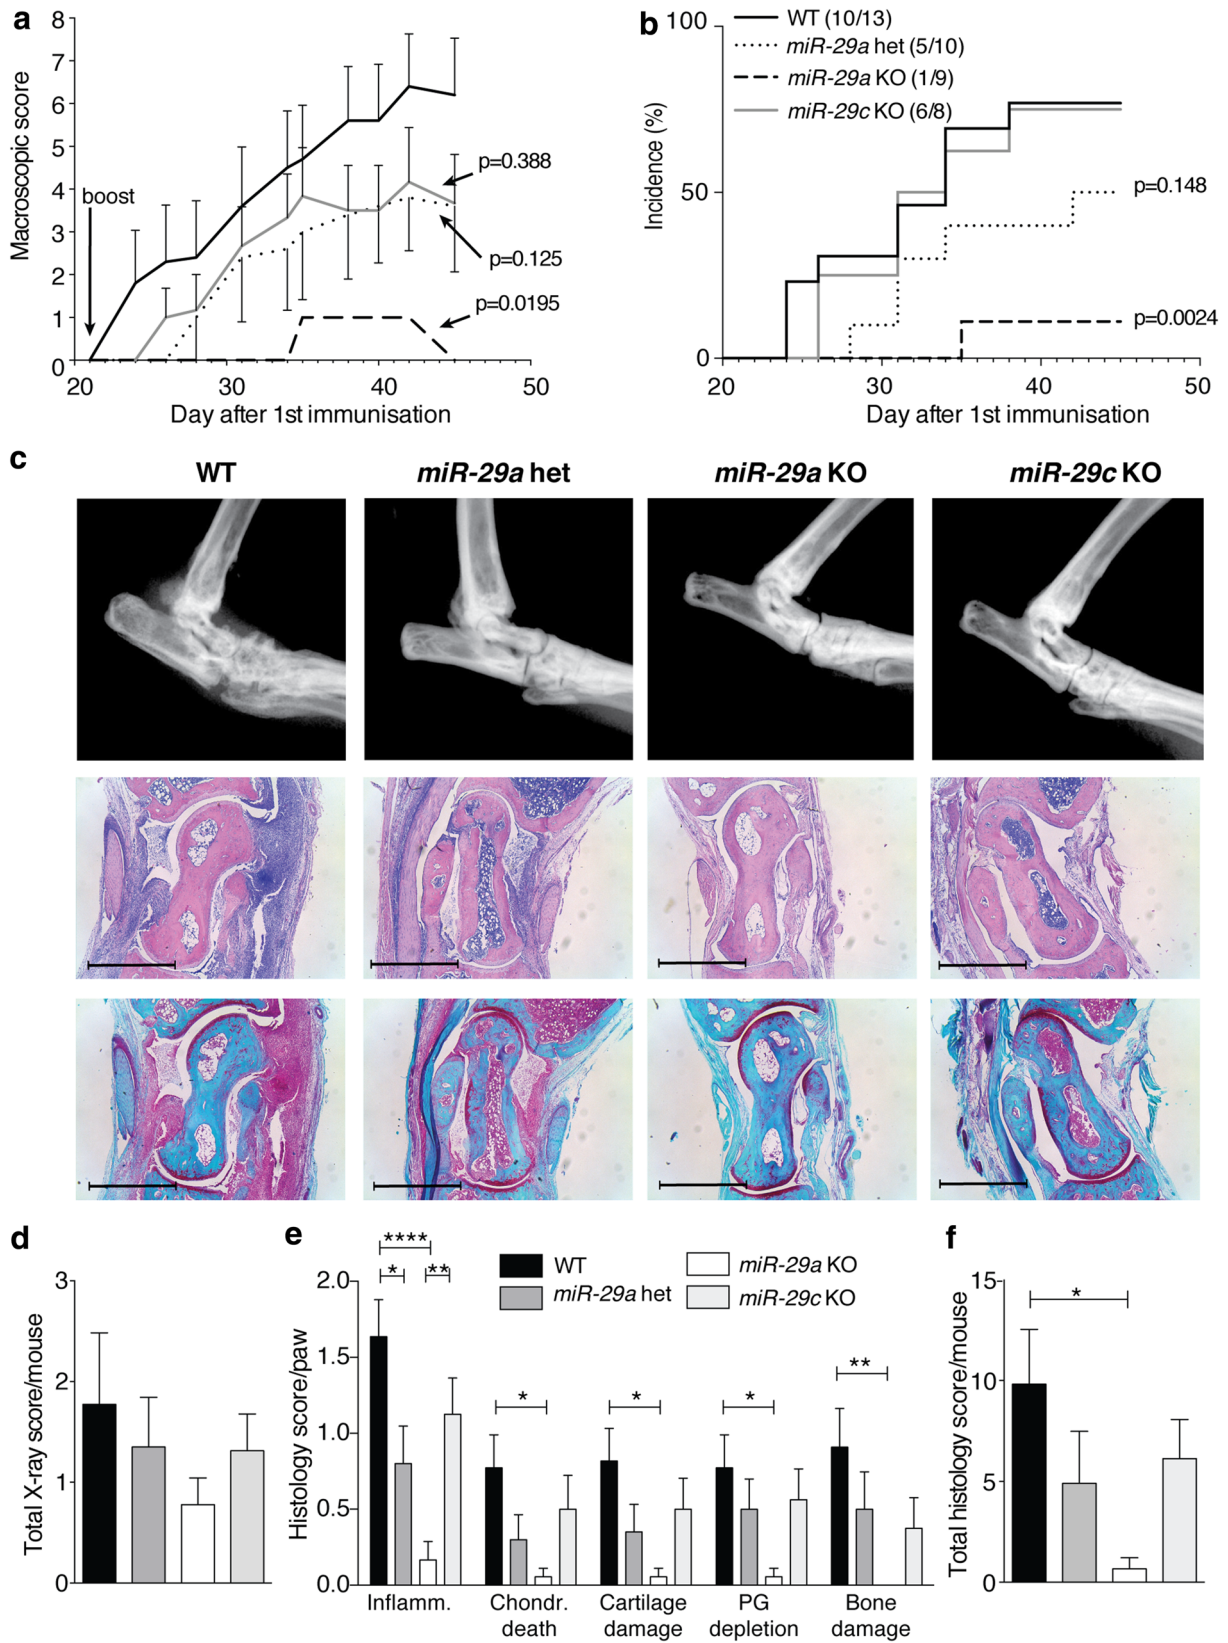 a
8
7
6
5
4
3
2
1
0
Macroscopic score
boost
p=0.388
p=0.125
p=0.0195
20
30
40
50
Day after 1st immunisation
b
100
50
0
Incidence (%)
WT (10/13)
miR-29a het (5/10)
miR-29a KO (1/9)
miR-29c KO (6/8)
p=0.148
p=0.0024
20
30
40
50
Day after 1st immunisation
c
WT
miR-29a het
miR-29a KO
miR-29c KO
d
3
2
1
0
Total X-ray score/mouse
e
WT
miR-29a het
miR-29a KO
miR-29c KO
****
*
**
*
*
*
**
2.0
1.5
1.0
0.5
0.0
Histology score/paw
Inflamm.
Chondr.
death
Cartilage
damage
PG
depletion
Bone
damage
f
15
10
5
0
Total histology score/mouse
*